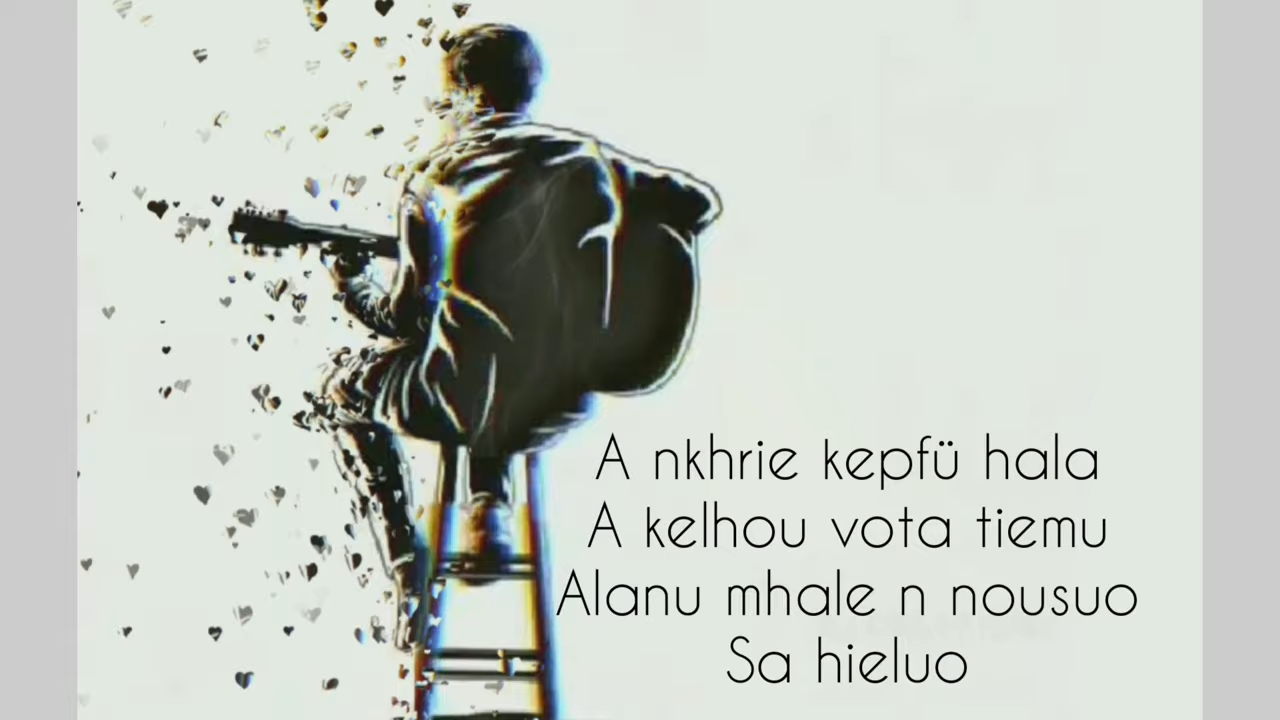 A nkhrie kepfü hala
A kelhou vota tiemu
Alanu mhale n nousuo
Sa hieluo